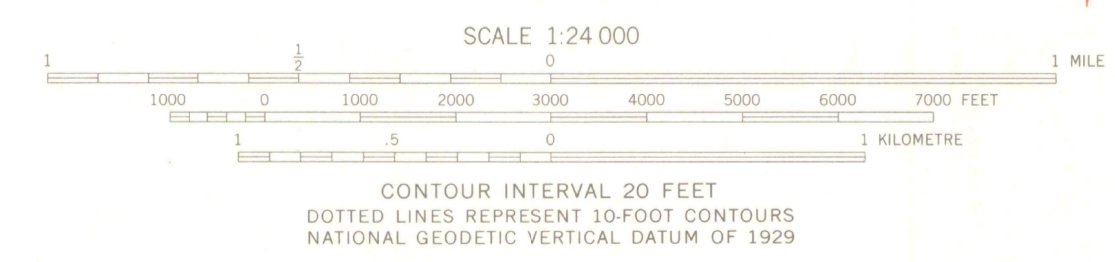 SCALE 1:24 000
1 1/2 0 1 MILE
1000 0 1000 2000 3000 4000 5000 6000 7000 FEET
1 .5 0 1 KILOMETRE
CONTOUR INTERVAL 20 FEET
DOTTED LINES REPRESENT 10-FOOT CONTOURS
NATIONAL GEODETIC VERTICAL DATUM OF 1929